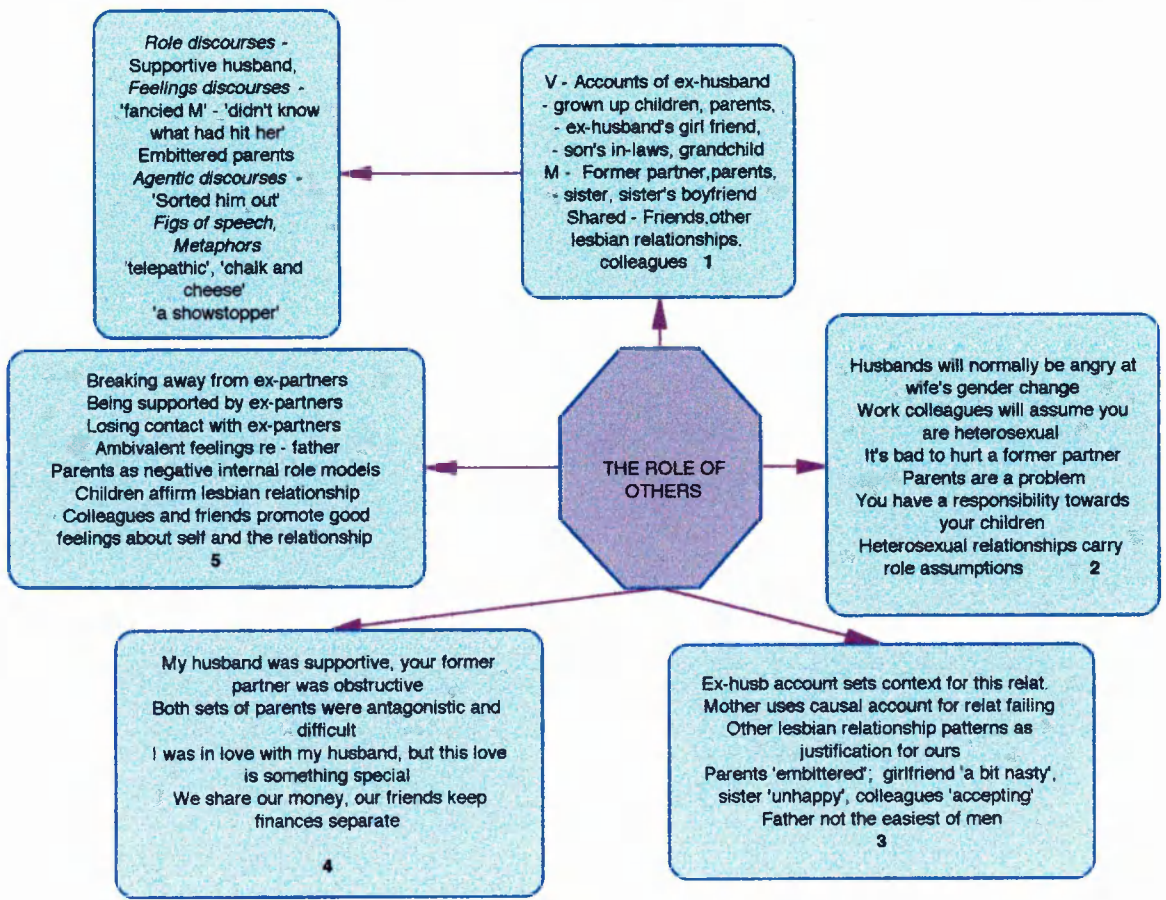 Role discourses -
Supportive husband,
Feelings discourses -
'fancied M' - 'didn't know
what had hit her'
Embittered parents
Agentic discourses -
'Sorted him out'
Figs of speech,
Metaphors
'telepathic', 'chalk and
cheese'
'a showstopper'
V - Accounts of ex-husband
- grown up children, parents,
- ex-husband's girl friend,
- son's in-laws, grandchild
M - Former partner,parents,
- sister, sister's boyfriend
Shared - Friends,other
lesbian relationships,
colleagues 1
THE ROLE OF
OTHERS
Husbands will normally be angry at
wife's gender change
Work colleagues will assume you
are heterosexual
It's bad to hurt a former partner
Parents are a problem
You have a responsibility towards
your children
Heterosexual relationships carry
role assumptions 2
Ex-husb account sets context for this relat.
Mother uses causal account for relat failing
Other lesbian relationship patterns as
justification for ours
Parents 'embittered'; girlfriend 'a bit nasty',
sister 'unhappy', colleagues 'accepting'
Father not the easiest of men
3
My husband was supportive, your former
partner was obstructive
Both sets of parents were antagonistic and
difficult
I was in love with my husband, but this love
is something special
We share our money, our friends keep
finances separate
4
Breaking away from ex-partners
Being supported by ex-partners
Losing contact with ex-partners
Ambivalent feelings re - father
Parents as negative internal role models
Children affirm lesbian relationship
Colleagues and friends promote good
feelings about self and the relationship
5